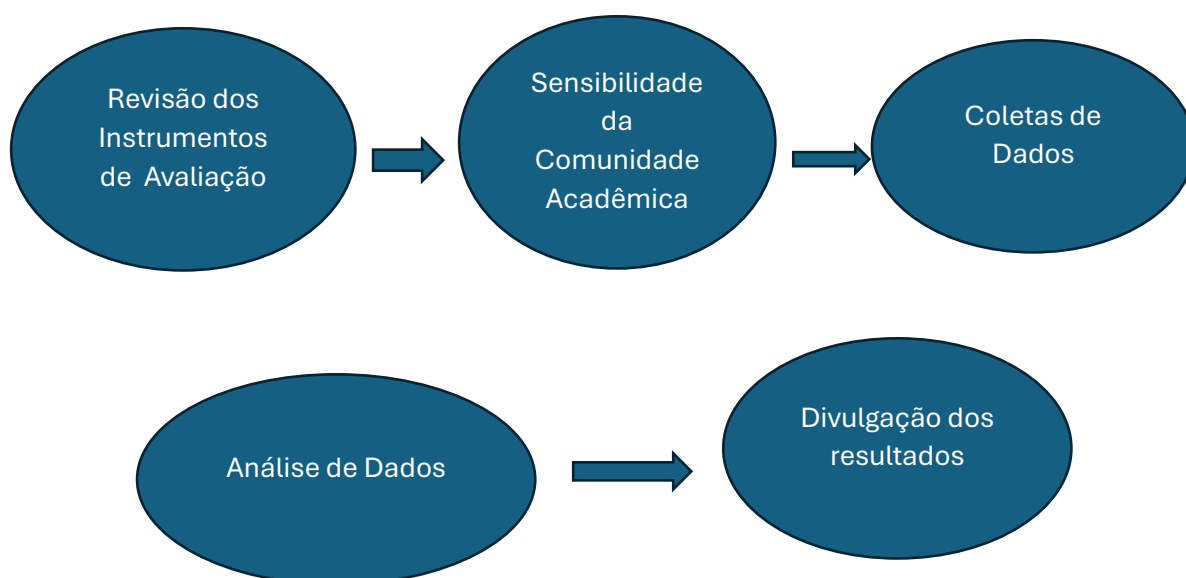 Revisão dos
Instrumentos
de Avaliação
Sensibilidade
da
Comunidade
Acadêmica
Coletas de
Dados
Análise de Dados
Divulgação dos
resultados